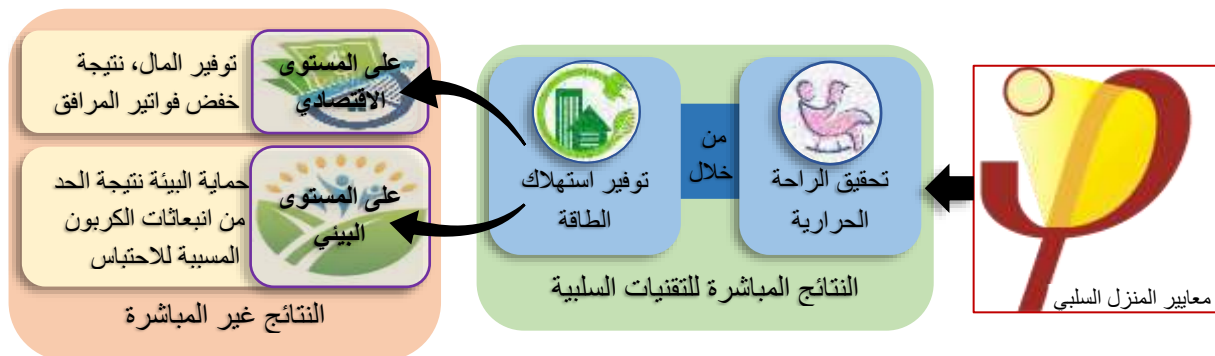 معايير المنزل السلبي
تحقيق الراحة
الحرارية
من
خلال
توفير استهلاك
الطاقة
النتائج المباشرة للتقنيات السلبية
على المستوى
الاقتصادي
توفير المال، نتيجة
خفض فواتير المرافق
على المستوى
البيئي
حماية البيئة نتيجة الحد
من انبعاثات الكربون
المسببة للاحتباس
النتائج غير المباشرة